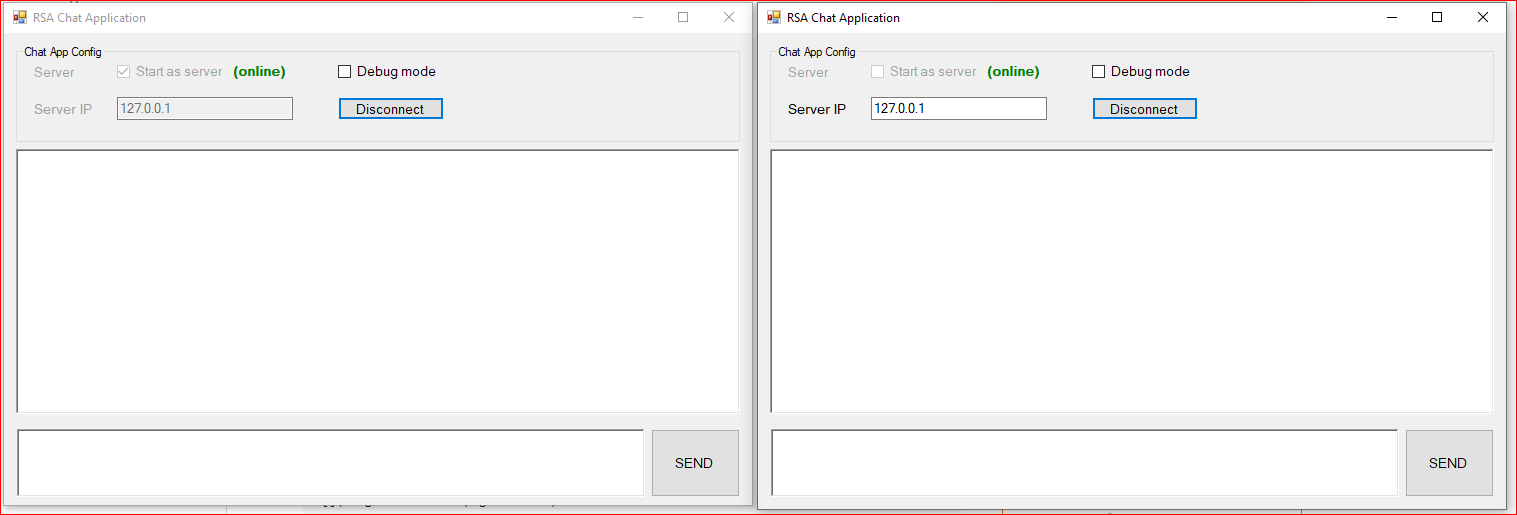 RSA Chat Application
Chat App Config
Server Start as server (online) Debug mode
Server IP 127.0.0.1 Disconnect
SEND
RSA Chat Application
Chat App Config
Server Start as server (online) Debug mode
Server IP 127.0.0.1 Disconnect
SEND